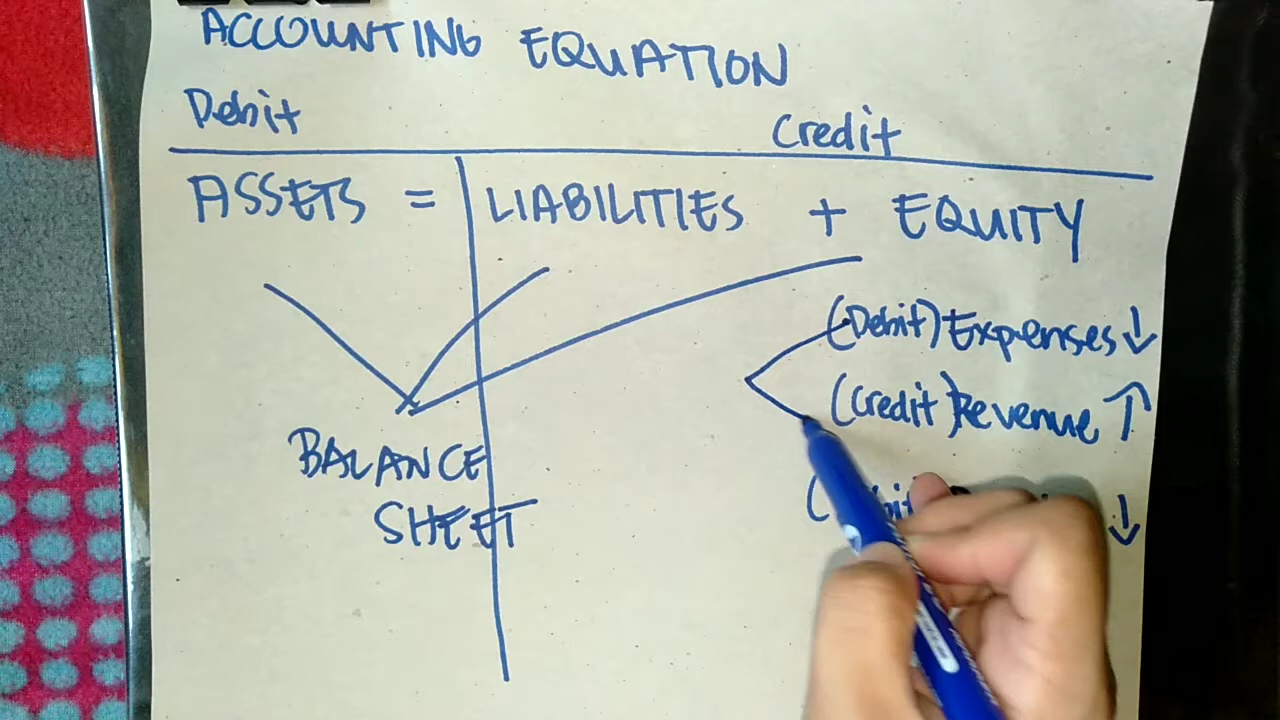 ACCOUNTING EQUATION
Debit Credit
ASSETS = LIABILITIES + EQUITY
(Debit) Expenses ↓
(Credit) Revenue ↑
↓
BALANCE
SHEET